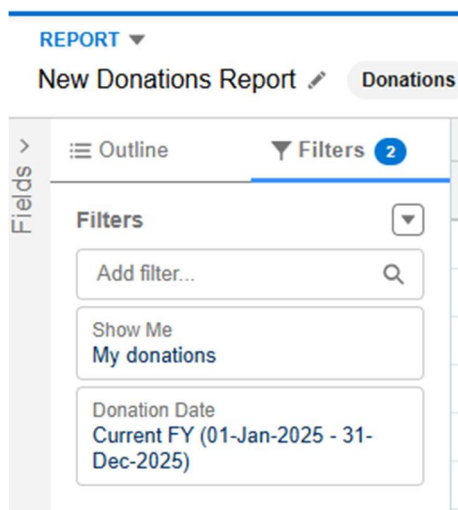 REPORT
New Donations Report
Donations
Fields
Outline
Filters 2
Filters
Add filter...
Show Me
My donations
Donation Date
Current FY (01-Jan-2025 - 31-
Dec-2025)